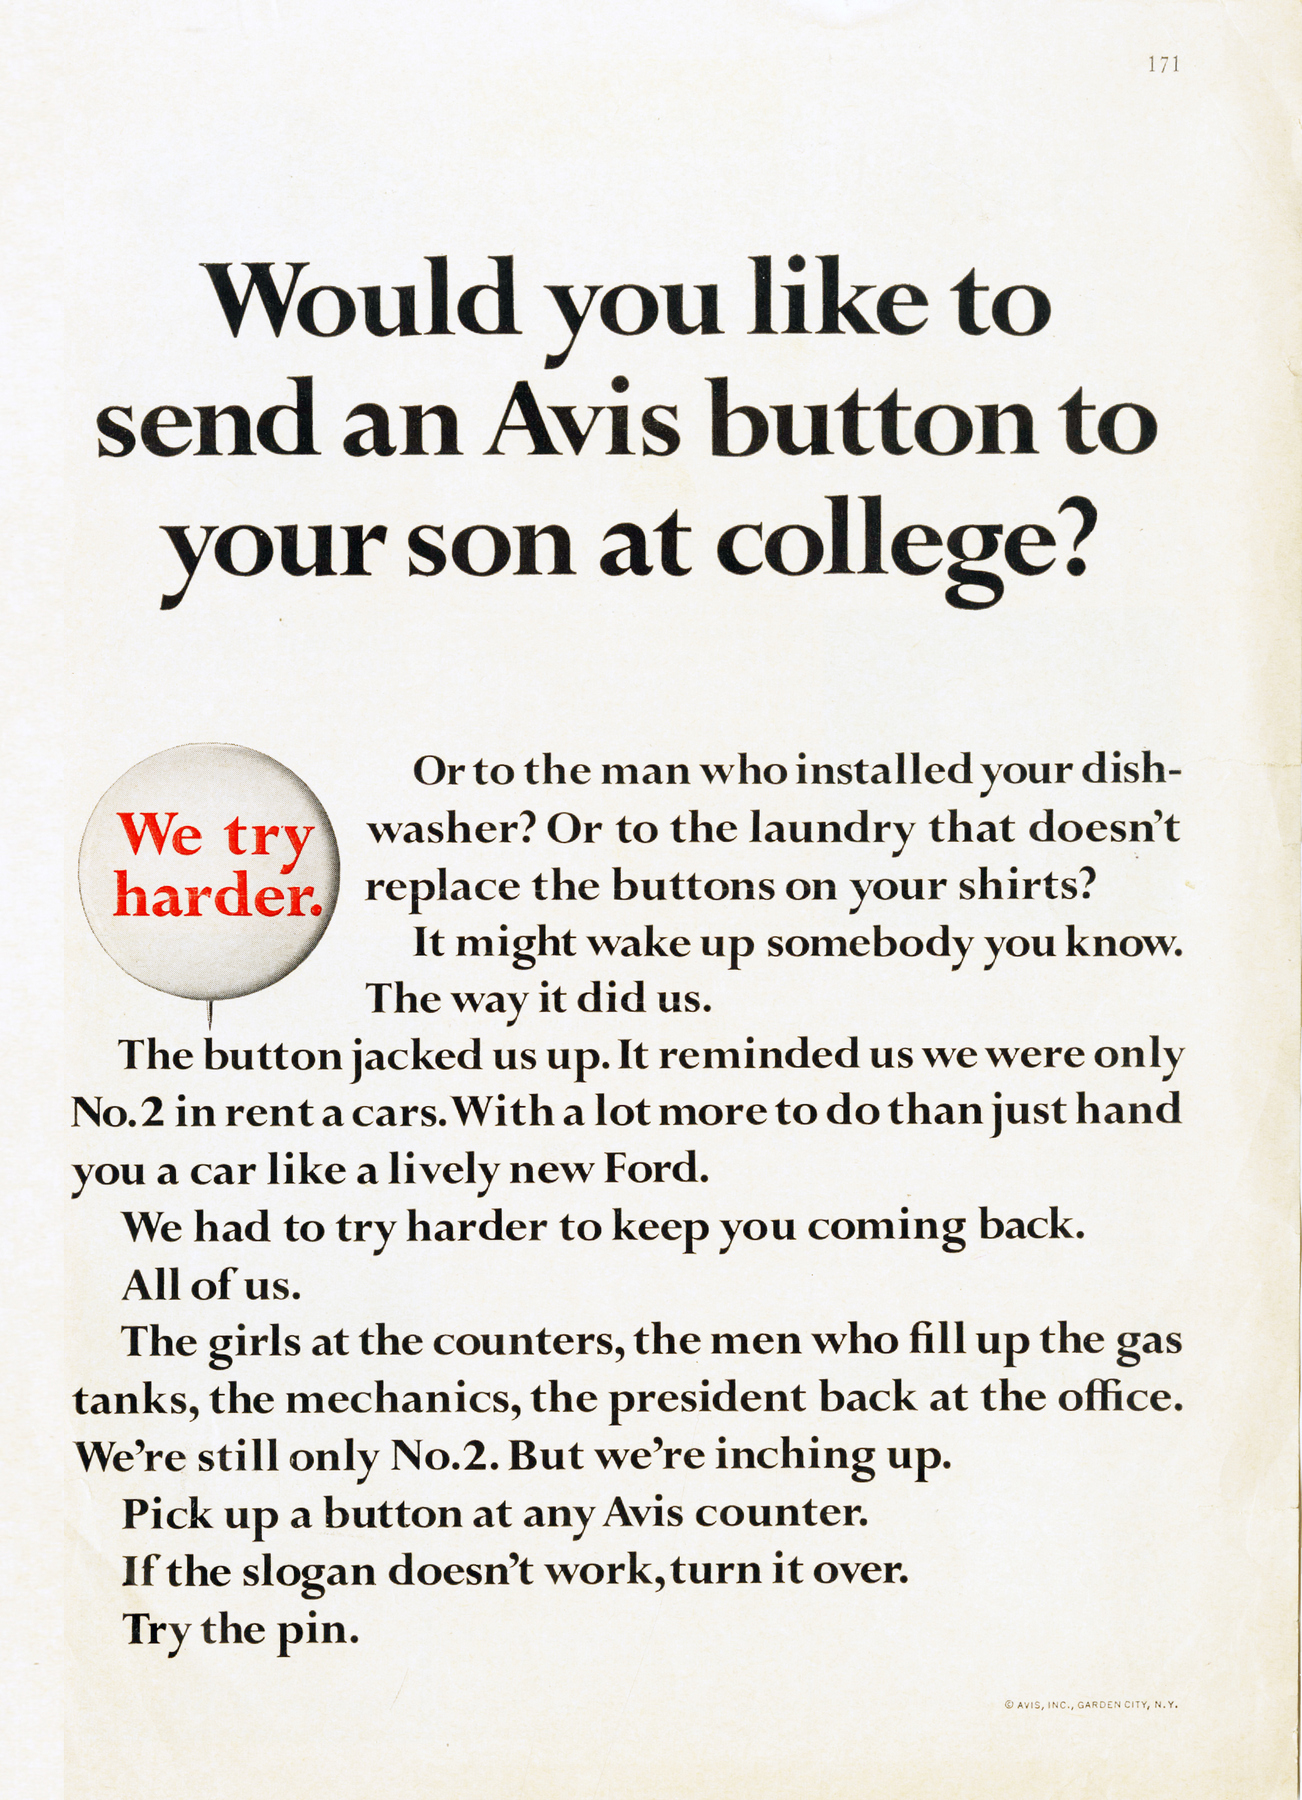 171
Would you like to
send an Avis button to
your son at college?
We try
harder.
Or to the man who installed your dish-
washer? Or to the laundry that doesn't
replace the buttons on your shirts?
It might wake up somebody you know.
The way it did us.
The button jacked us up. It reminded us we were only
No.2 in rent a cars. With a lot more to do than just hand
you a car like a lively new Ford.
We had to try harder to keep you coming back.
All of us.
The girls at the counters, the men who fill up the gas
tanks, the mechanics, the president back at the office.
We're still only No.2. But we're inching up.
Pick up a button at any Avis counter.
If the slogan doesn't work, turn it over.
Try the pin.
© AVIS, INC., GARDEN CITY, N.Y.